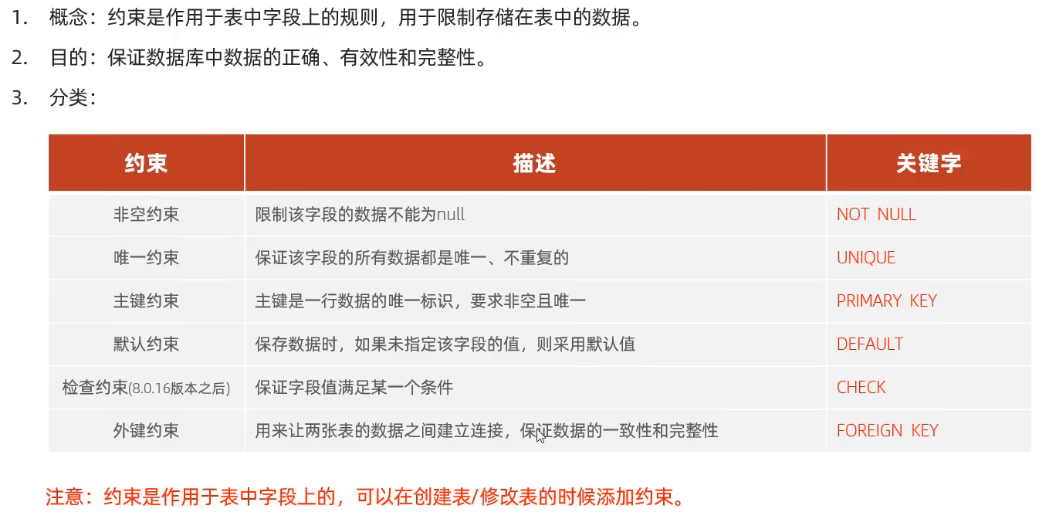 1. 概念：约束是作用于表中字段上的规则，用于限制存储在表中的数据。
2. 目的：保证数据库中数据的正确、有效性和完整性。
3. 分类：
约束 描述 关键字
非空约束 限制该字段的数据不能为null NOT NULL
唯一约束 保证该字段的所有数据都是唯一、不重复的 UNIQUE
主键约束 主键是一行数据的唯一标识，要求非空且唯一 PRIMARY KEY
默认约束 保存数据时，如果未指定该字段的值，则采用默认值 DEFAULT
检查约束(8.0.16版本之后) 保证字段值满足某一个条件 CHECK
外键约束 用来让两张表的数据之间建立连接，保证数据的一致性和完整性 FOREIGN KEY
注意：约束是作用于表中字段上的，可以在创建表/修改表的时候添加约束。